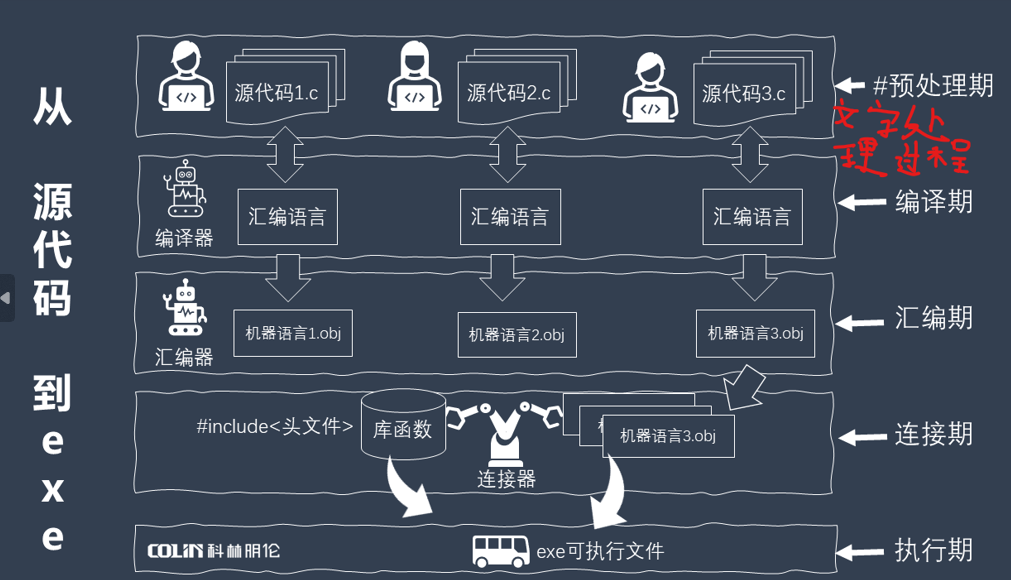 从源代码到exe
源代码1.c
源代码2.c
源代码3.c
#预处理期
文字处
理过程
编译器
汇编语言
汇编语言
汇编语言
编译期
汇编器
机器语言1.obj
机器语言2.obj
机器语言3.obj
汇编期
#include<头文件>
库函数
连接器
机器语言3.obj
连接期
COLIN 科林明伦
exe可执行文件
执行期